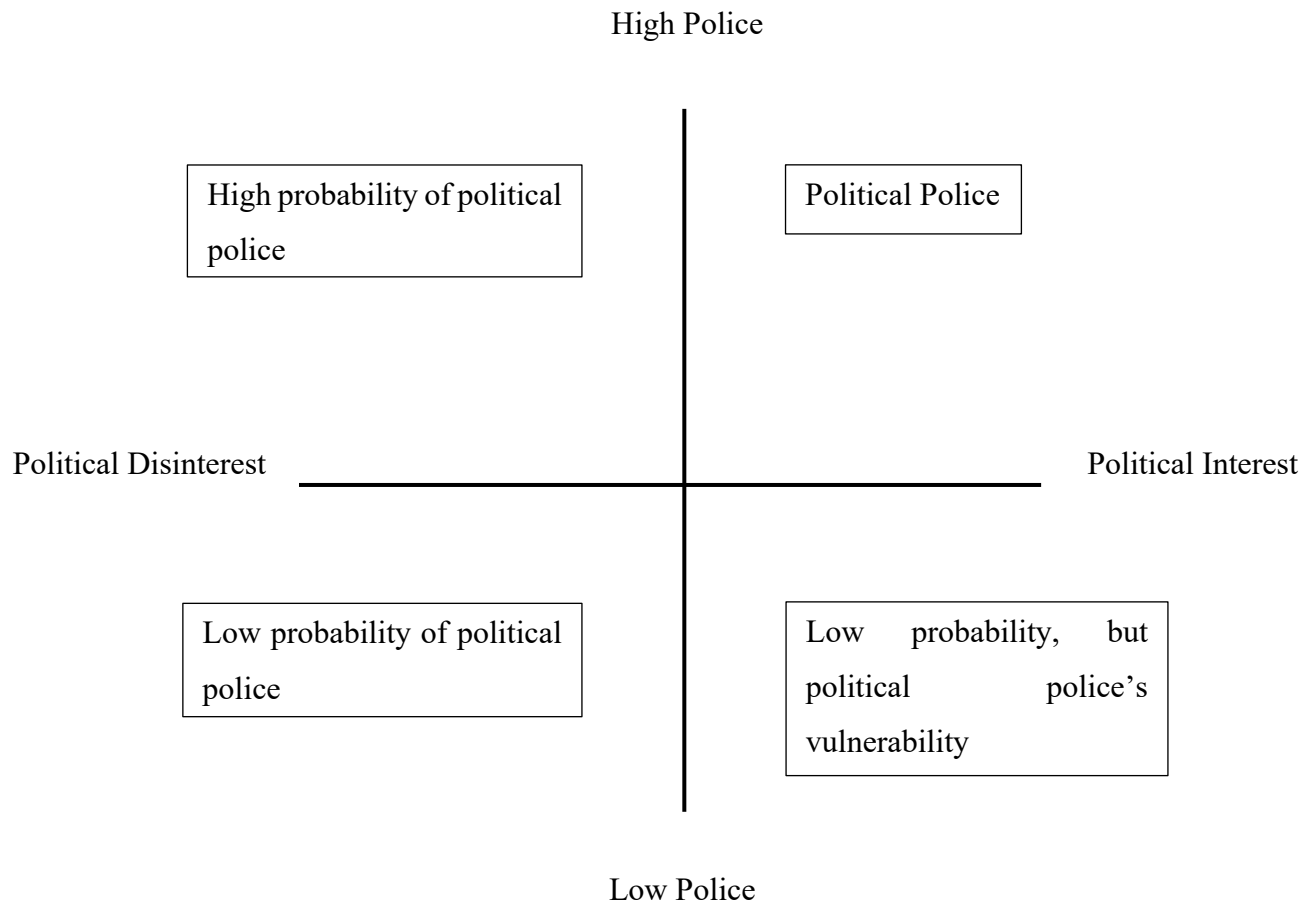 High Police
High probability of political
police
Political Police
Political Disinterest
Political Interest
Low probability of political
police
Low probability, but
political police’s
vulnerability
Low Police